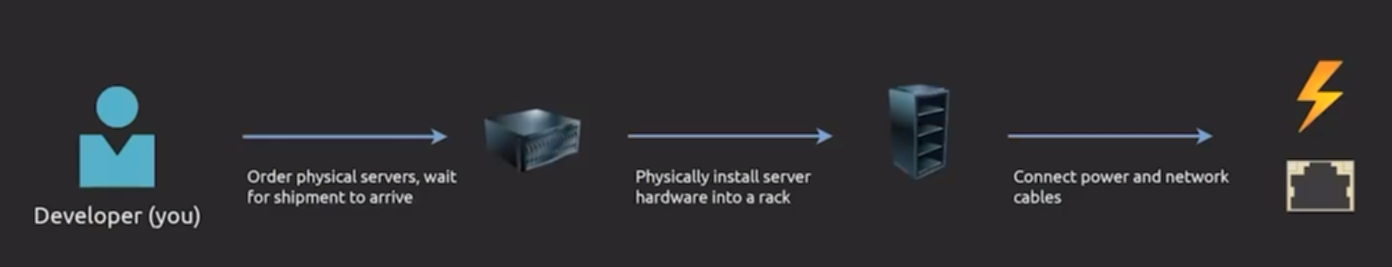 Developer (you)
Order physical servers, wait
for shipment to arrive
Physically install server
hardware into a rack
Connect power and network
cables